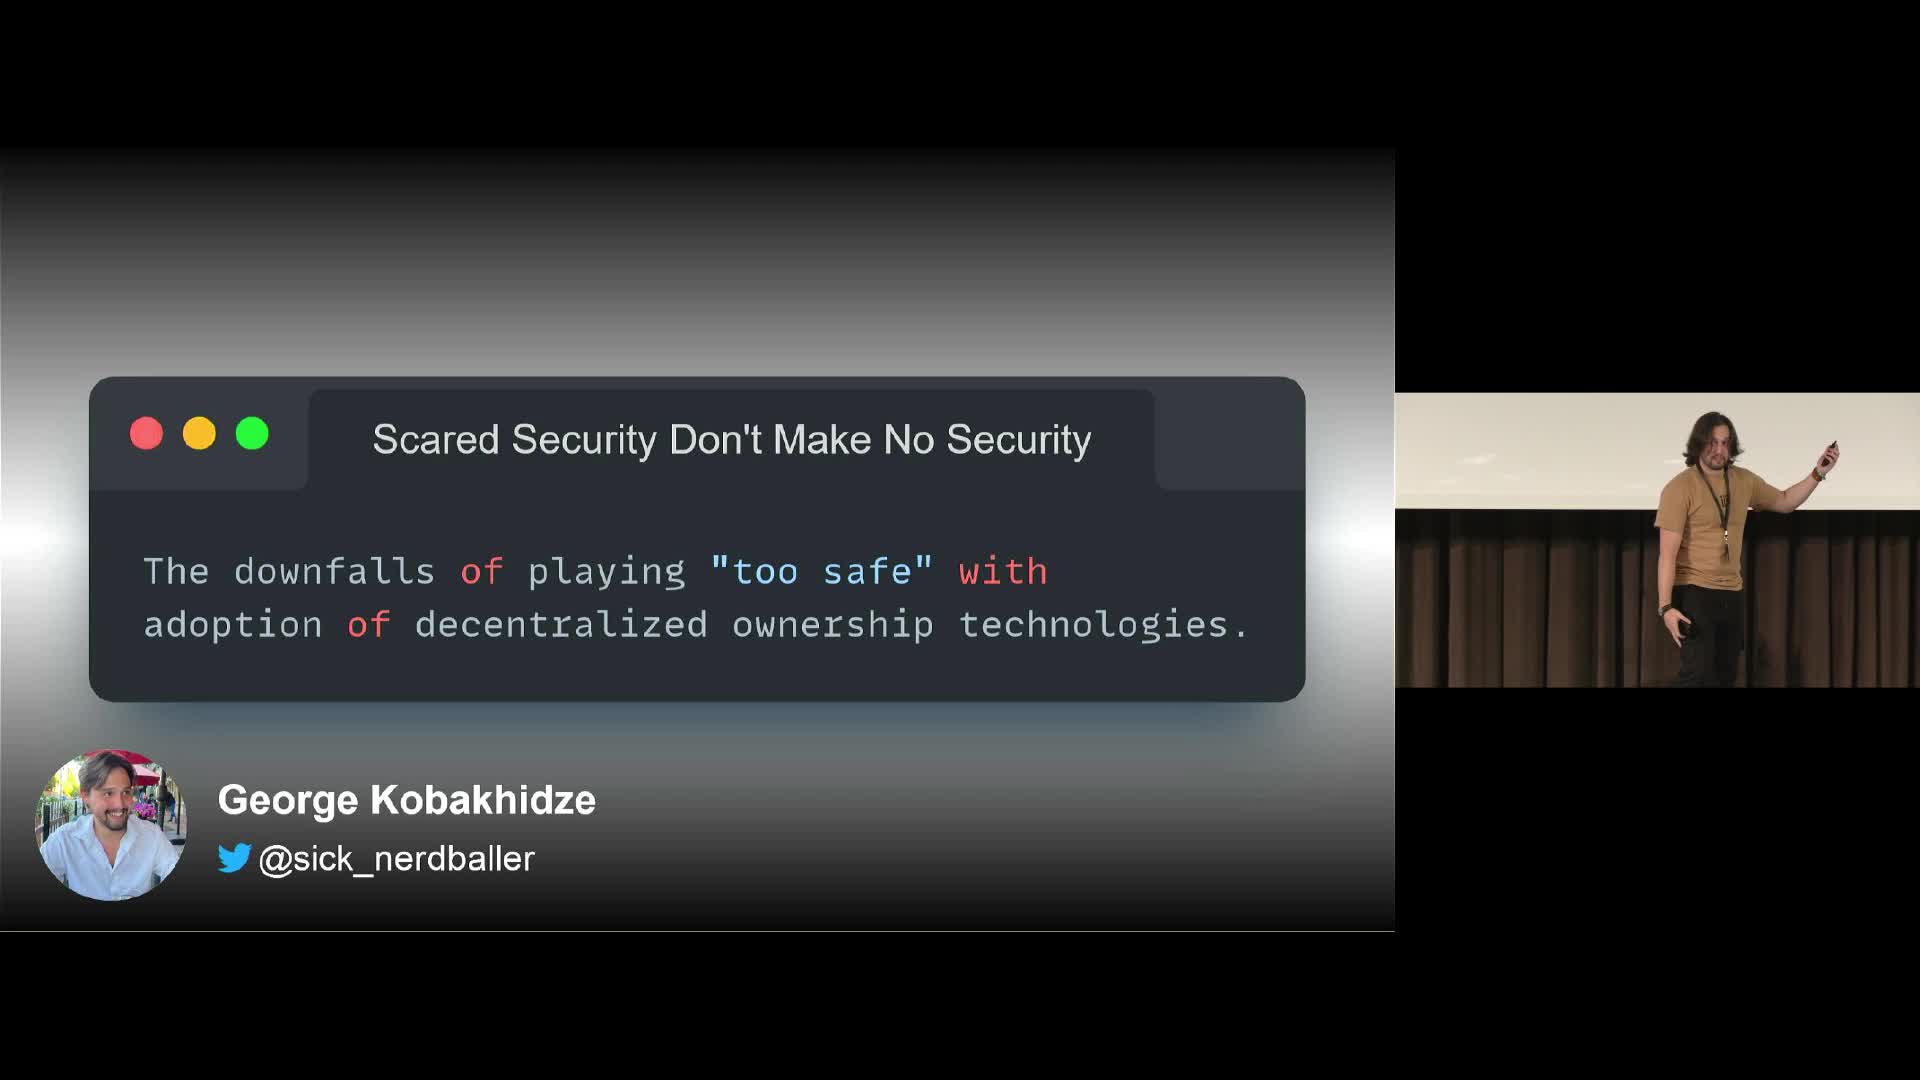 Scared Security Don't Make No Security
The downfalls of playing "too safe" with
adoption of decentralized ownership technologies.
George Kobakhidze
@sick_nerdballer